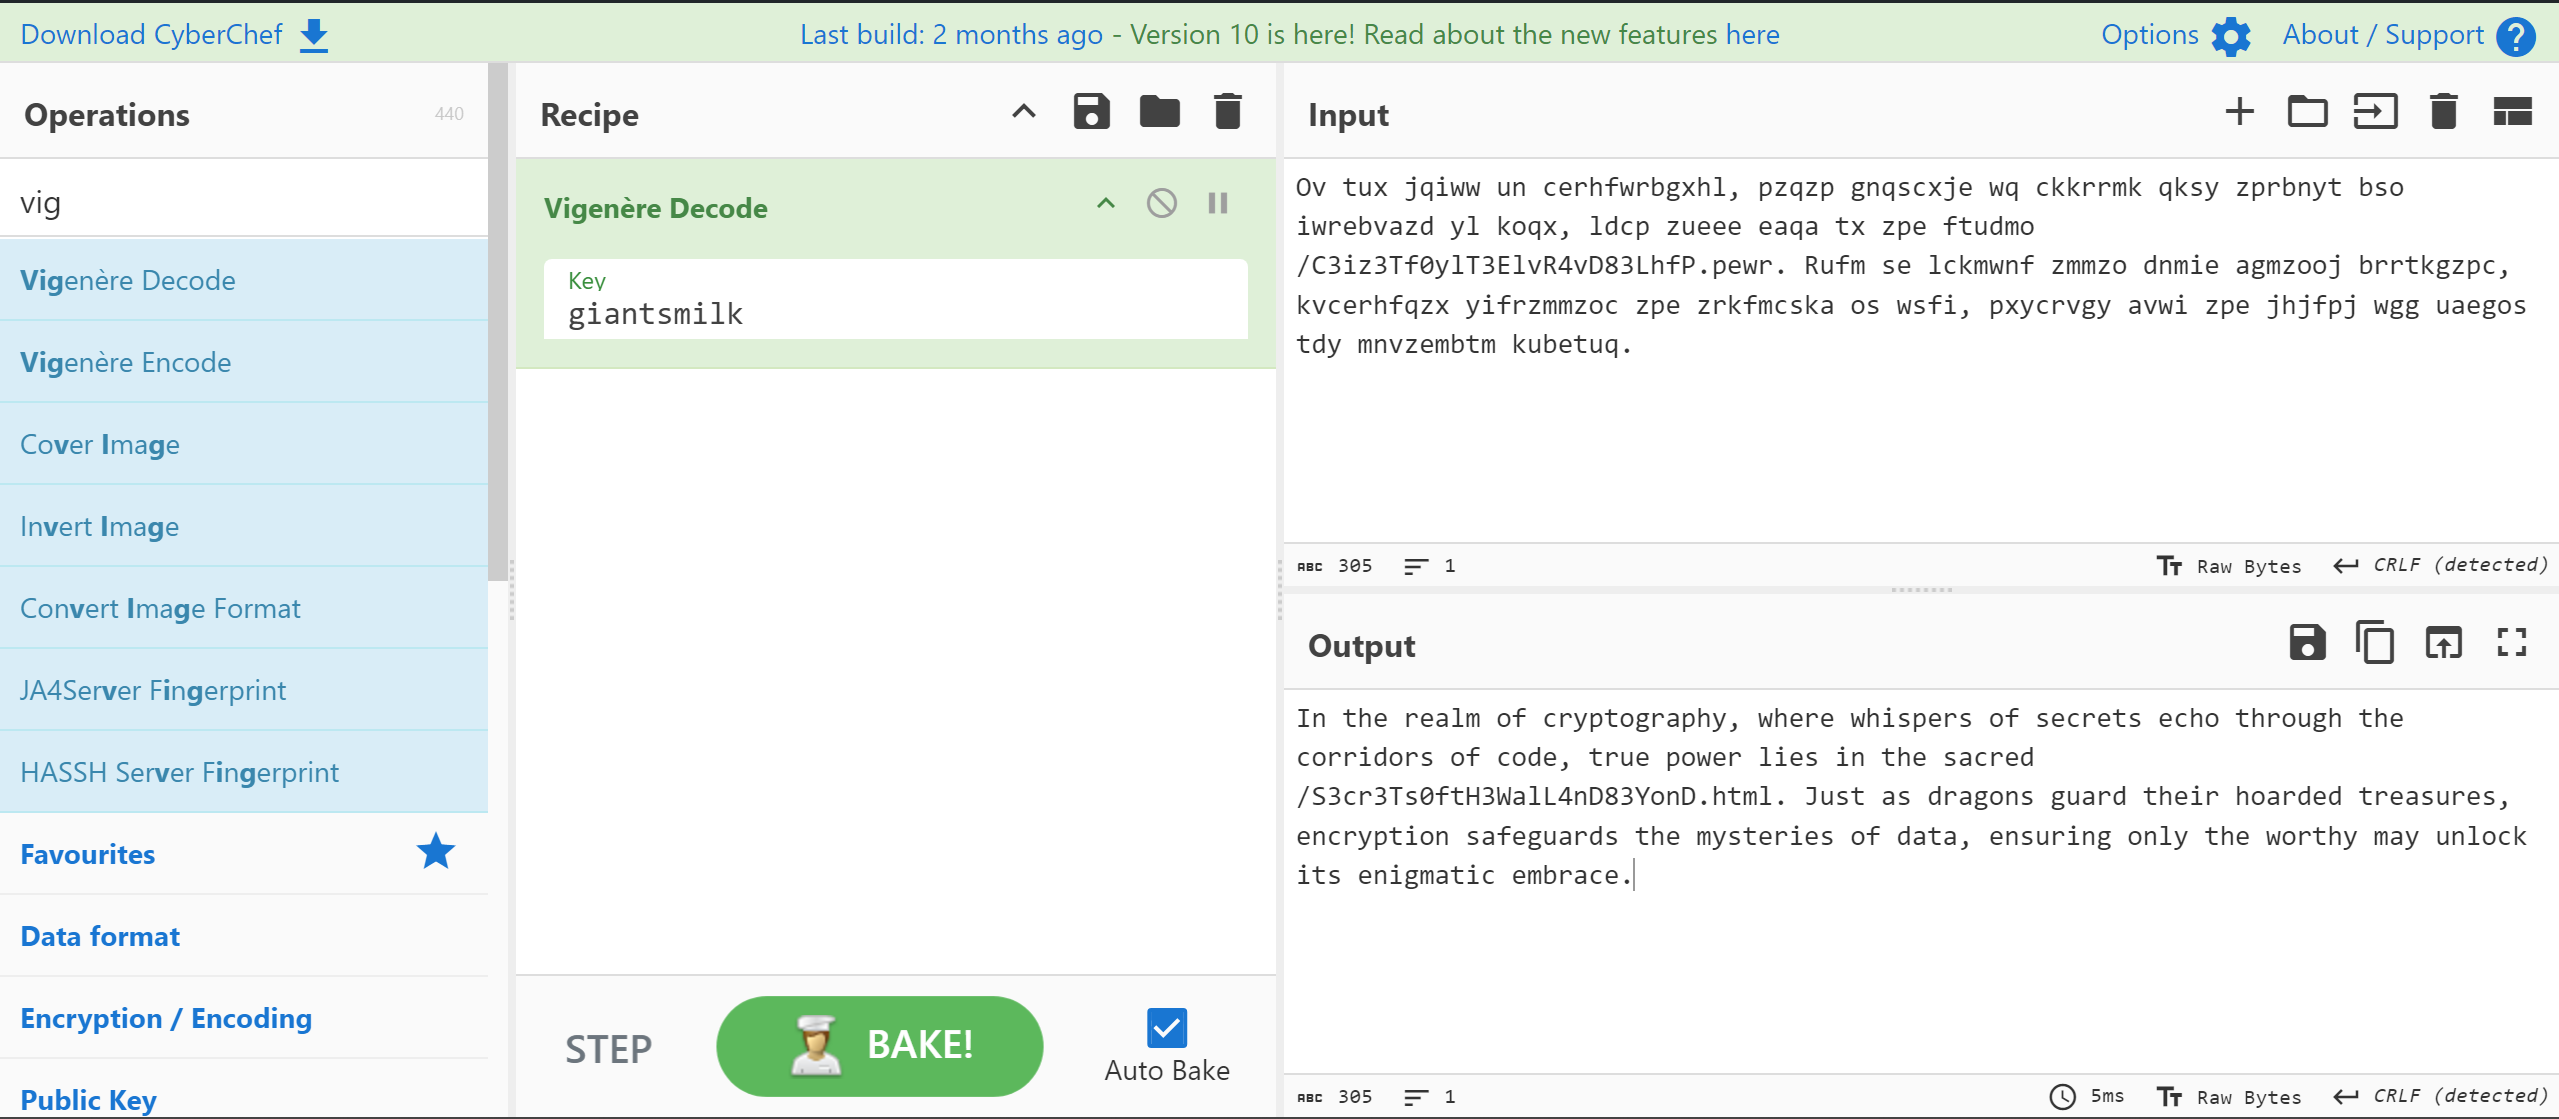 Download CyberChef
Last build: 2 months ago - Version 10 is here! Read about the new features here
Options
About / Support
Operations
440
vig
Vigenère Decode
Vigenère Encode
Cover Image
Invert Image
Convert Image Format
JA4Server Fingerprint
HASSH Server Fingerprint
Favourites
Data format
Encryption / Encoding
Public Key
Recipe
Vigenère Decode
Key
giantsmilk
STEP
BAKE!
Auto Bake
Input
Ov tux jqiww un cerhfwrbgxhl, pzqzp gnqscxje wq ckkrrmk qksy zprbnyt bso
iwrebvazd yl koqx, ldcp zueee eaqa tx zpe ftudmo
/C3iz3Tf0ylT3ElvR4vD83LhfP.pewr. Rufm se lckmwnf zmmzo dnmie agmzooj brrtkgzpc,
kvcerhfqzx yifrzmmzoc zpe zrkfmcska os wsfi, pxycrvgy avwi zpe jhjfpj wgg uaegos
tdy mnvzembtm kubetuq.
ABC 305
1
Raw Bytes
CRLF (detected)
Output
In the realm of cryptography, where whispers of secrets echo through the
corridors of code, true power lies in the sacred
/S3cr3Ts0ftH3WalL4nD83YonD.html. Just as dragons guard their hoarded treasures,
encryption safeguards the mysteries of data, ensuring only the worthy may unlock
its enigmatic embrace.
ABC 305
1
5ms
Raw Bytes
CRLF (detected)